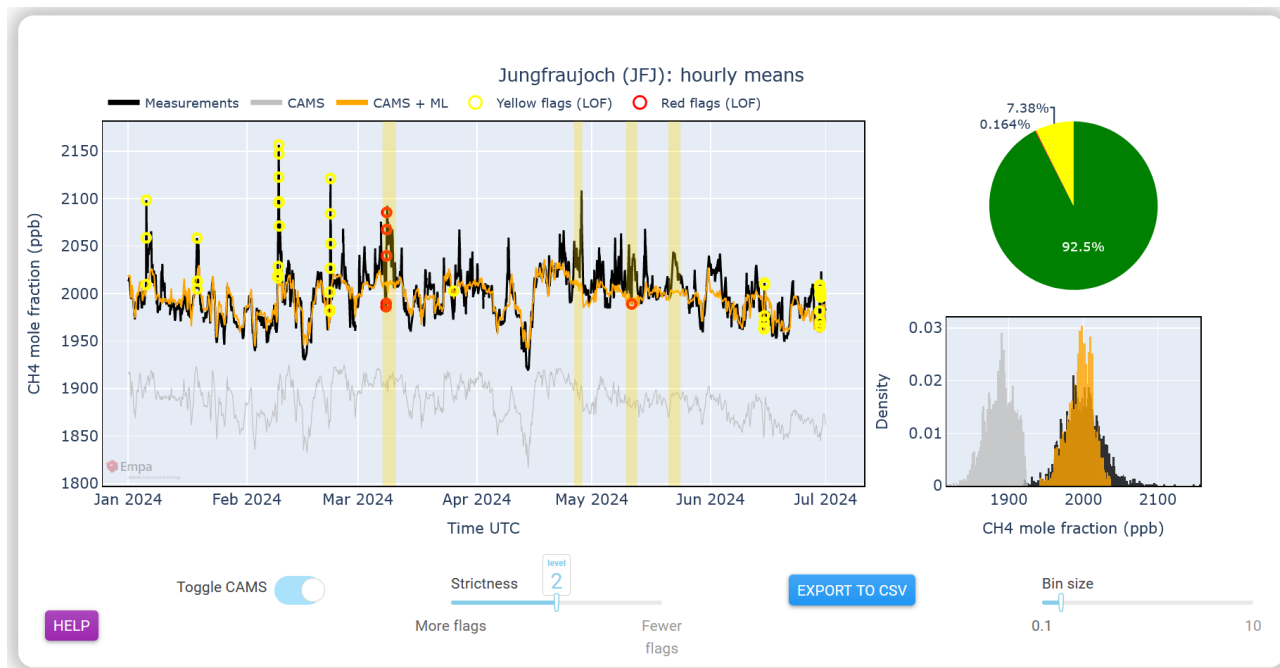 Jungfraujoch (JFJ): hourly means
Measurements CAMS CAMS + ML Yellow flags (LOF) Red flags (LOF)
CH4 mole fraction (ppb)
2150
2100
2050
2000
1950
1900
1850
1800
Empa
Jan 2024 Feb 2024 Mar 2024 Apr 2024 May 2024 Jun 2024 Jul 2024
Time UTC
7.38%
0.164%
92.5%
Density
0.03
0.02
0.01
0
1900 2000 2100
CH4 mole fraction (ppb)
Toggle CAMS
Strictness
level
2
More flags
Fewer
flags
EXPORT TO CSV
Bin size
0.1 10
HELP